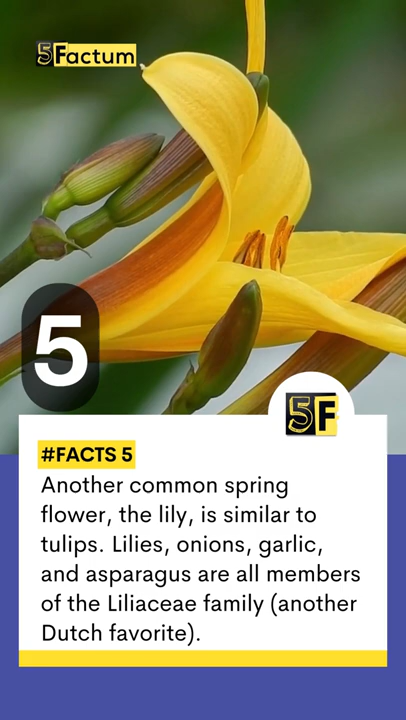 5Factum
5
5F
#FACTS 5
Another common spring
flower, the lily, is similar to
tulips. Lilies, onions, garlic,
and asparagus are all members
of the Liliaceae family (another
Dutch favorite).